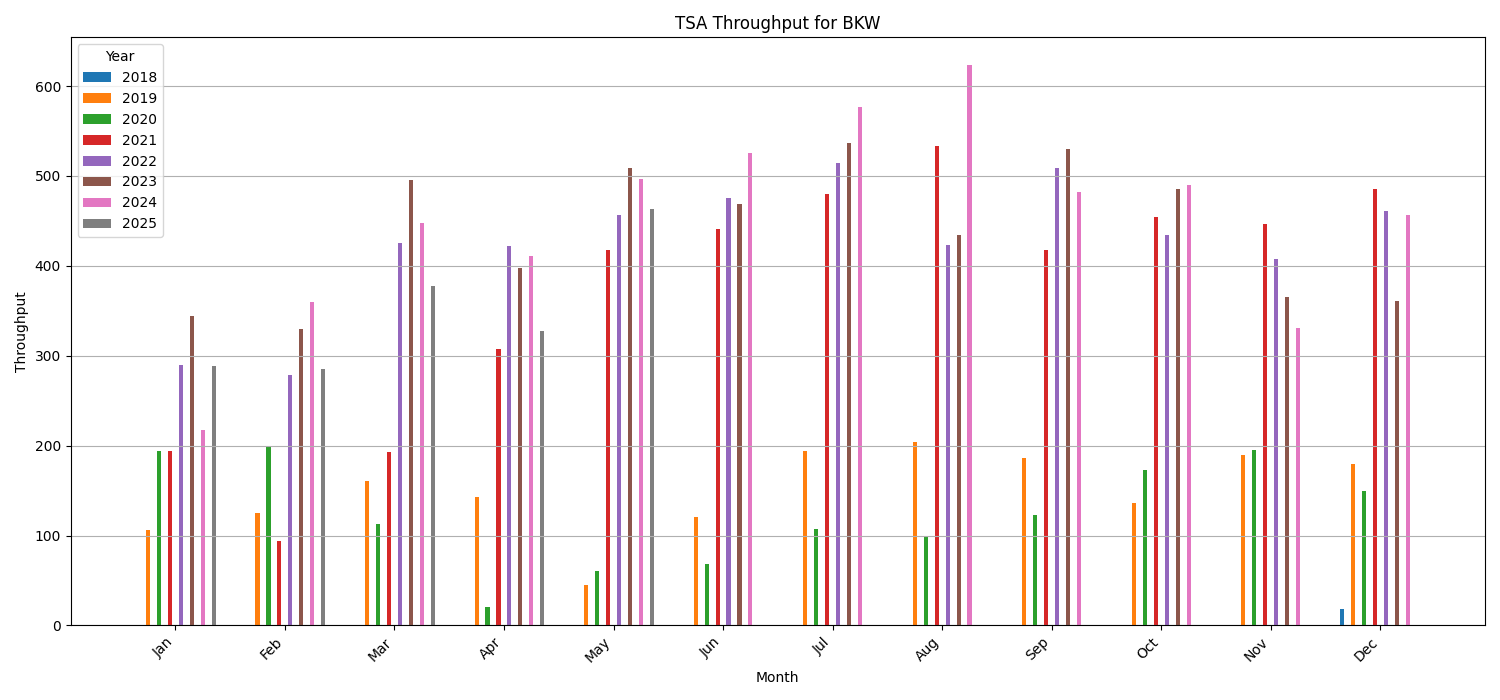 TSA Throughput for BKW
Year
2018
2019
2020
2021
2022
2023
2024
2025
Throughput
600
500
400
300
200
100
0
Jan
Feb
Mar
Apr
May
Jun
Jul
Aug
Sep
Oct
Nov
Dec
Month